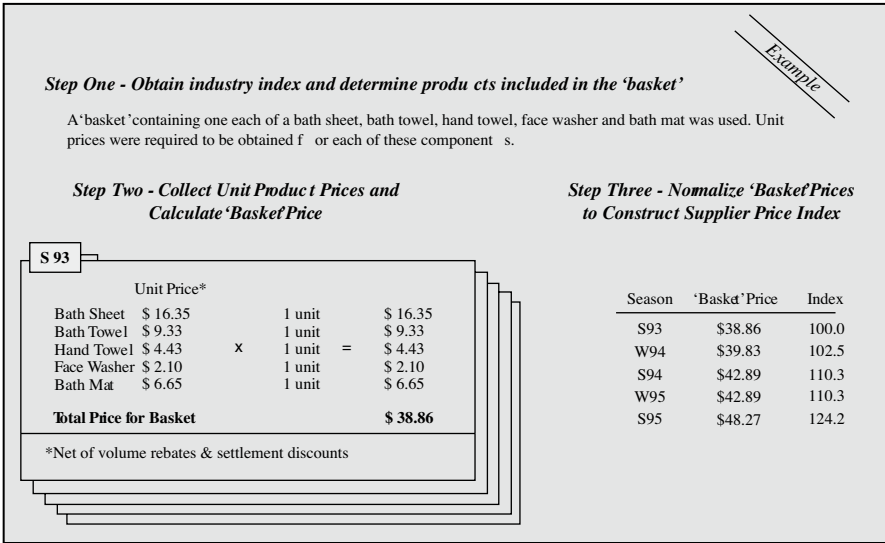 Example
Step One - Obtain industry index and determine produ cts included in the ‘basket’
A‘basket’containing one each of a bath sheet, bath towel, hand towel, face washer and bath mat was used. Unit
prices were required to be obtained f or each of these component s.
Step Two - Collect Unit Product Prices and
Calculate ‘Basket’Price
S 93
Unit Price*
Bath Sheet $ 16.35 1 unit $ 16.35
Bath Towel $ 9.33 1 unit $ 9.33
Hand Towel $ 4.43 x 1 unit = $ 4.43
Face Washer $ 2.10 1 unit $ 2.10
Bath Mat $ 6.65 1 unit $ 6.65
Total Price for Basket $ 38.86
*Net of volume rebates & settlement discounts
Step Three - Normalize ‘Basket’Prices
to Construct Supplier Price Index
Season ‘Basket’Price Index
S93 $38.86 100.0
W94 $39.83 102.5
S94 $42.89 110.3
W95 $42.89 110.3
S95 $48.27 124.2